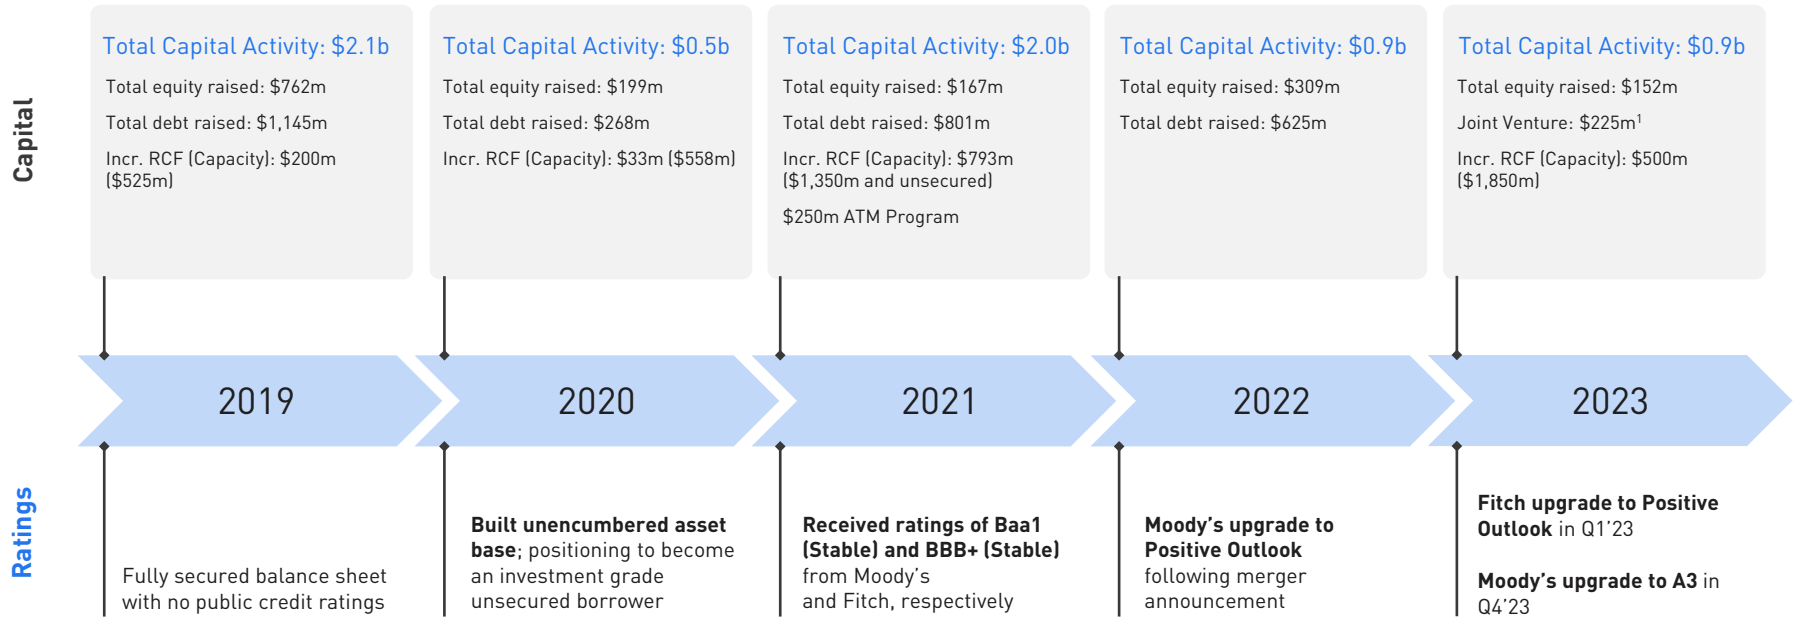 Capital
Total Capital Activity: $2.1b
Total equity raised: $762m
Total debt raised: $1,145m
Incr. RCF (Capacity): $200m
($525m)
Total Capital Activity: $0.5b
Total equity raised: $199m
Total debt raised: $268m
Incr. RCF (Capacity): $33m ($558m)
Total Capital Activity: $2.0b
Total equity raised: $167m
Total debt raised: $801m
Incr. RCF (Capacity): $793m
($1,350m and unsecured)
$250m ATM Program
Total Capital Activity: $0.9b
Total equity raised: $309m
Total debt raised: $625m
Total Capital Activity: $0.9b
Total equity raised: $152m
Joint Venture: $225m¹
Incr. RCF (Capacity): $500m
($1,850m)
2019
2020
2021
2022
2023
Ratings
Fully secured balance sheet
with no public credit ratings
Built unencumbered asset
base; positioning to become
an investment grade
unsecured borrower
Received ratings of Baa1
(Stable) and BBB+ (Stable)
from Moody's
and Fitch, respectively
Moody's upgrade to
Positive Outlook
following merger
announcement
Fitch upgrade to Positive
Outlook in Q1'23
Moody's upgrade to A3 in
Q4'23